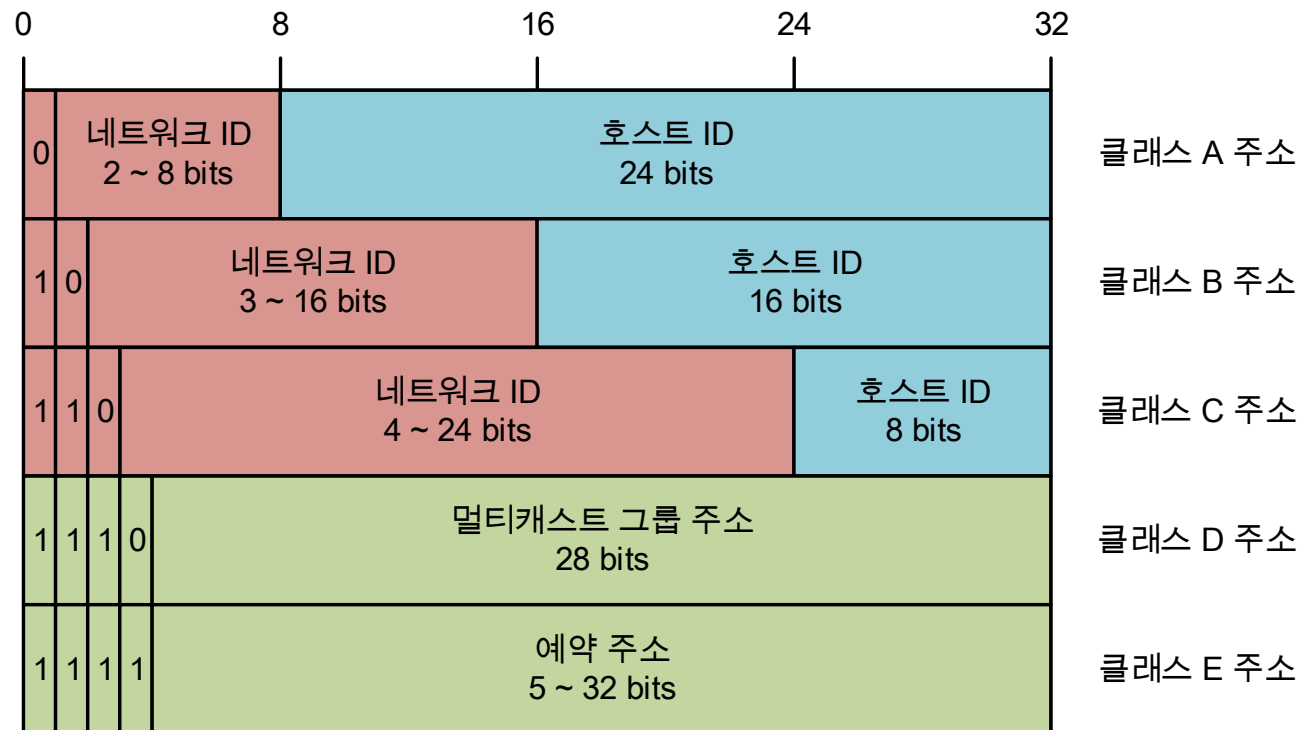 0 8 16 24 32
0
네트워크 ID
2 ~ 8 bits
호스트 ID
24 bits
클래스 A 주소
1 0
네트워크 ID
3 ~ 16 bits
호스트 ID
16 bits
클래스 B 주소
1 1 0
네트워크 ID
4 ~ 24 bits
호스트 ID
8 bits
클래스 C 주소
1 1 1 0
멀티캐스트 그룹 주소
28 bits
클래스 D 주소
1 1 1 1
예약 주소
5 ~ 32 bits
클래스 E 주소